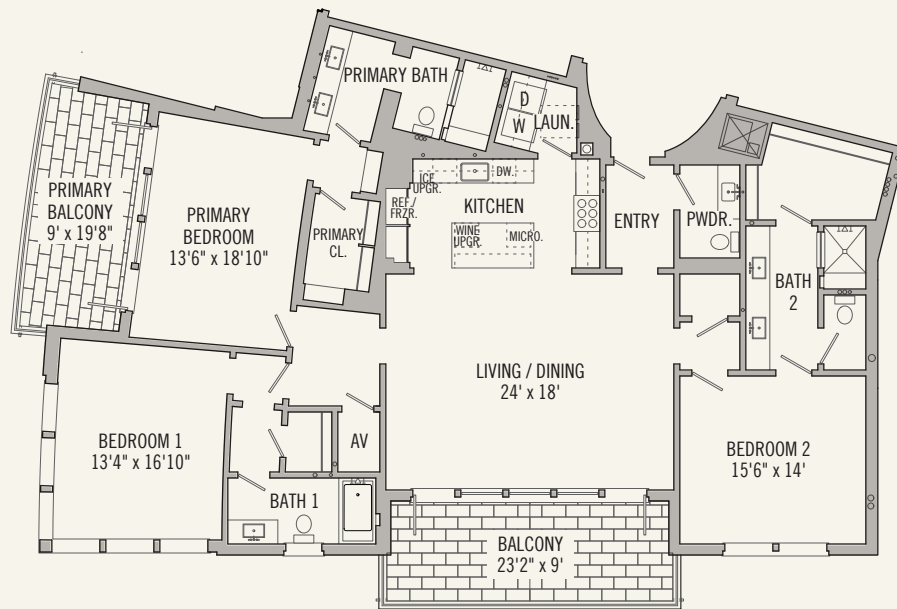 PRIMARY BATH
D
W
LAUN.
PRIMARY
BALCONY
9' x 19'8"
PRIMARY
BEDROOM
13'6" x 18'10"
PRIMARY
CL.
ICE
UPGR.
DW.
REF./
FRZR.
KITCHEN
WINE
UPGR.
MICRO.
ENTRY
PWDR.
BATH
2
LIVING / DINING
24' x 18'
BEDROOM 1
13'4" x 16'10"
AV
BATH 1
BEDROOM 2
15'6" x 14'
BALCONY
23'2" x 9'